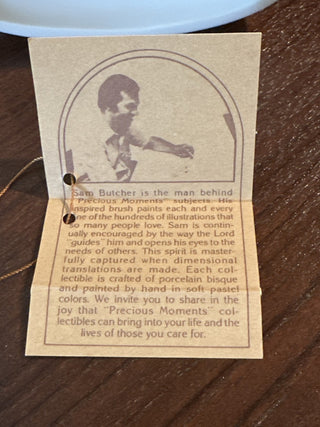 Sam Butcher is the man behind
"Precious Moments" subjects. His
inspired brush paints each and every
one of the hundreds of illustrations that
so many people love. Sam is contin-
ually encouraged by the way the Lord
"guides" him and opens his eyes to the
needs of others. This spirit is master-
fully captured when dimensional
translations are made. Each col-
lectible is crafted of porcelain bisque
and painted by hand in soft pastel
colors. We invite you to share in the
joy that "Precious Moments" col-
lectibles can bring into your life and the
lives of those you care for.